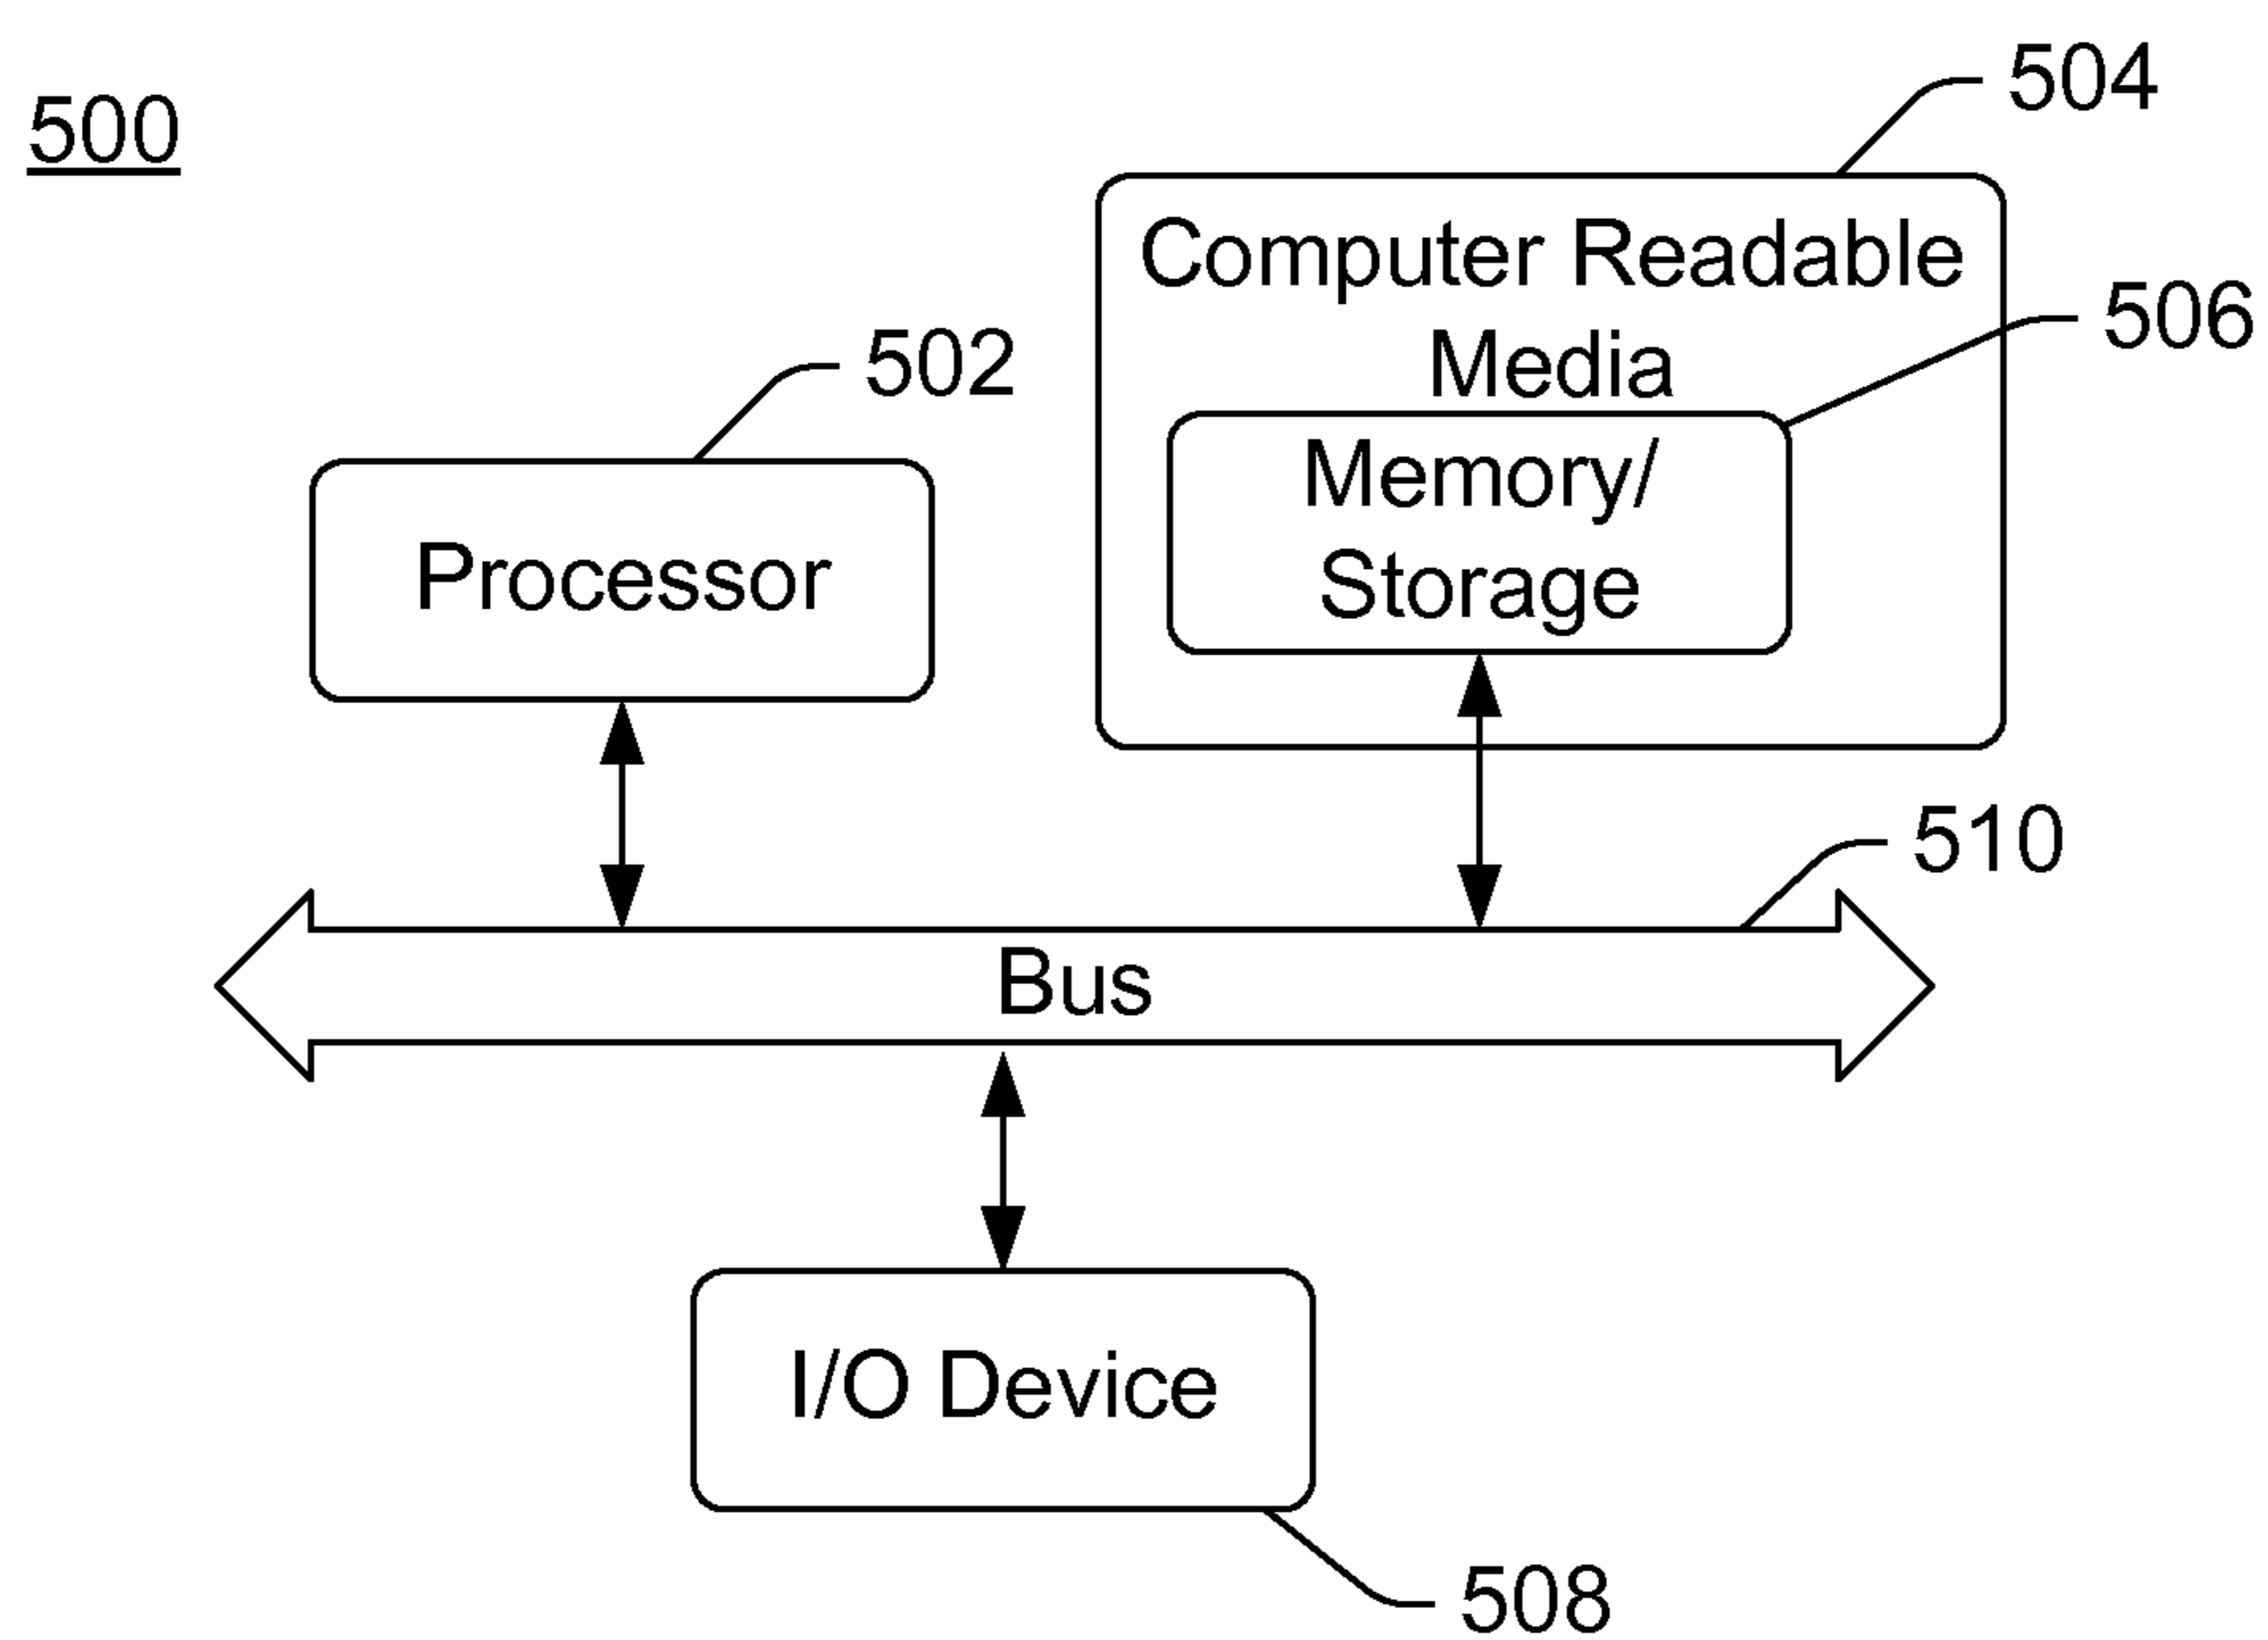 500
504
Computer Readable
Media
506
502
Memory/
Storage
Processor
510
Bus
I/O Device
508